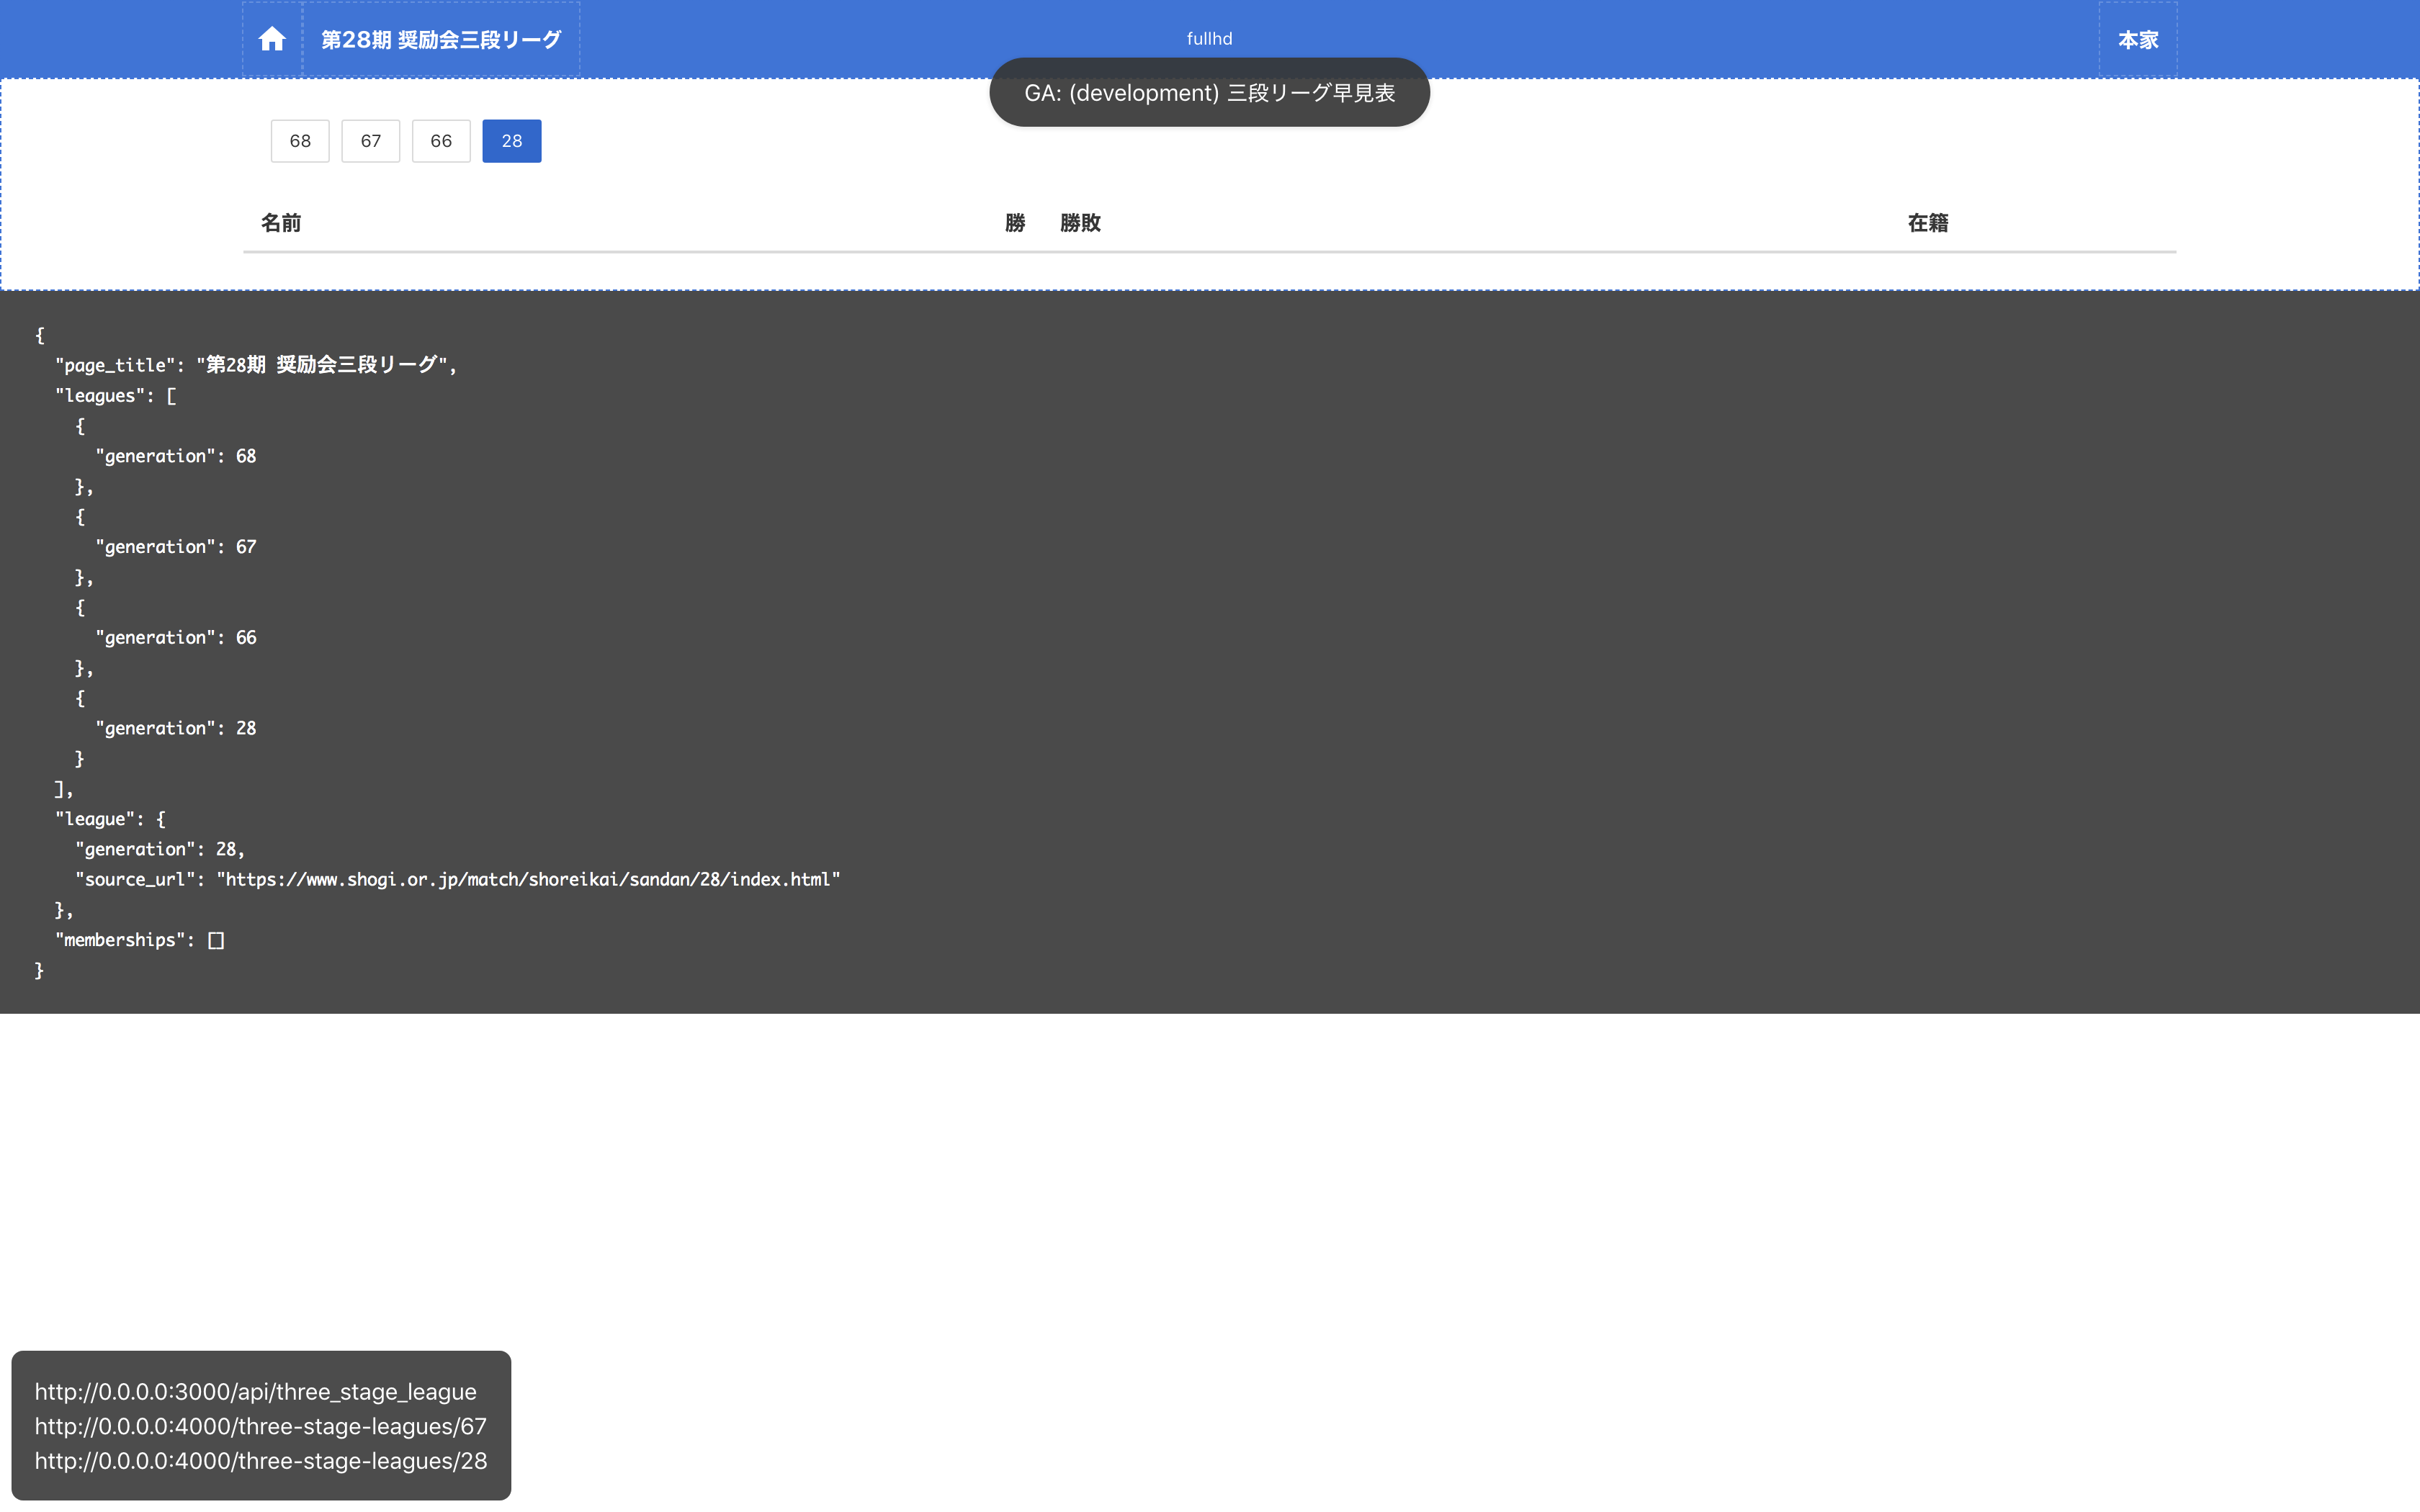 第28期 奨励会三段リーグ
fullhd
本家
GA: (development) 三段リーグ早見表
68 67 66 28
名前 勝 勝敗 在籍
{
  "page_title": "第28期 奨励会三段リーグ",
  "leagues": [
    {
      "generation": 68
    },
    {
      "generation": 67
    },
    {
      "generation": 66
    },
    {
      "generation": 28
    }
  ],
  "league": {
    "generation": 28,
    "source_url": "https://www.shogi.or.jp/match/shoreikai/sandan/28/index.html"
  },
  "memberships": []
}
http://0.0.0.0:3000/api/three_stage_league
http://0.0.0.0:4000/three-stage-leagues/67
http://0.0.0.0:4000/three-stage-leagues/28